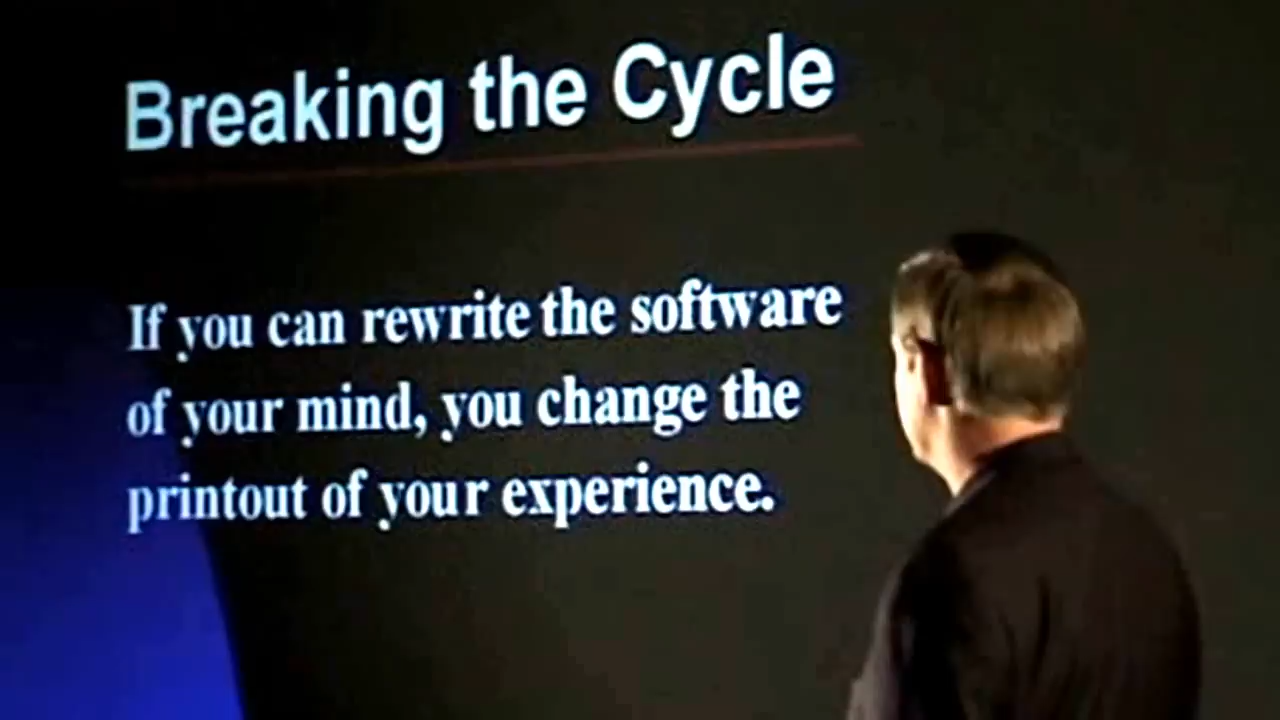 Breaking the Cycle
If you can rewrite the software
of your mind, you change the
printout of your experience.